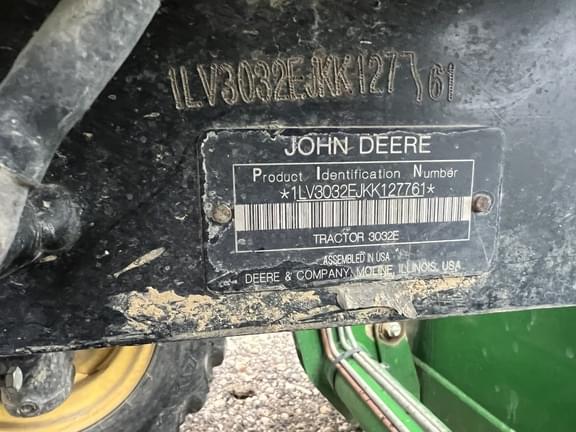 1LV3032EJKK127761
JOHN DEERE
Product Identification Number
*1LV3032EJKK127761*
TRACTOR 3032E
ASSEMBLED IN USA
DEERE & COMPANY, MOLINE, ILLINOIS, USA